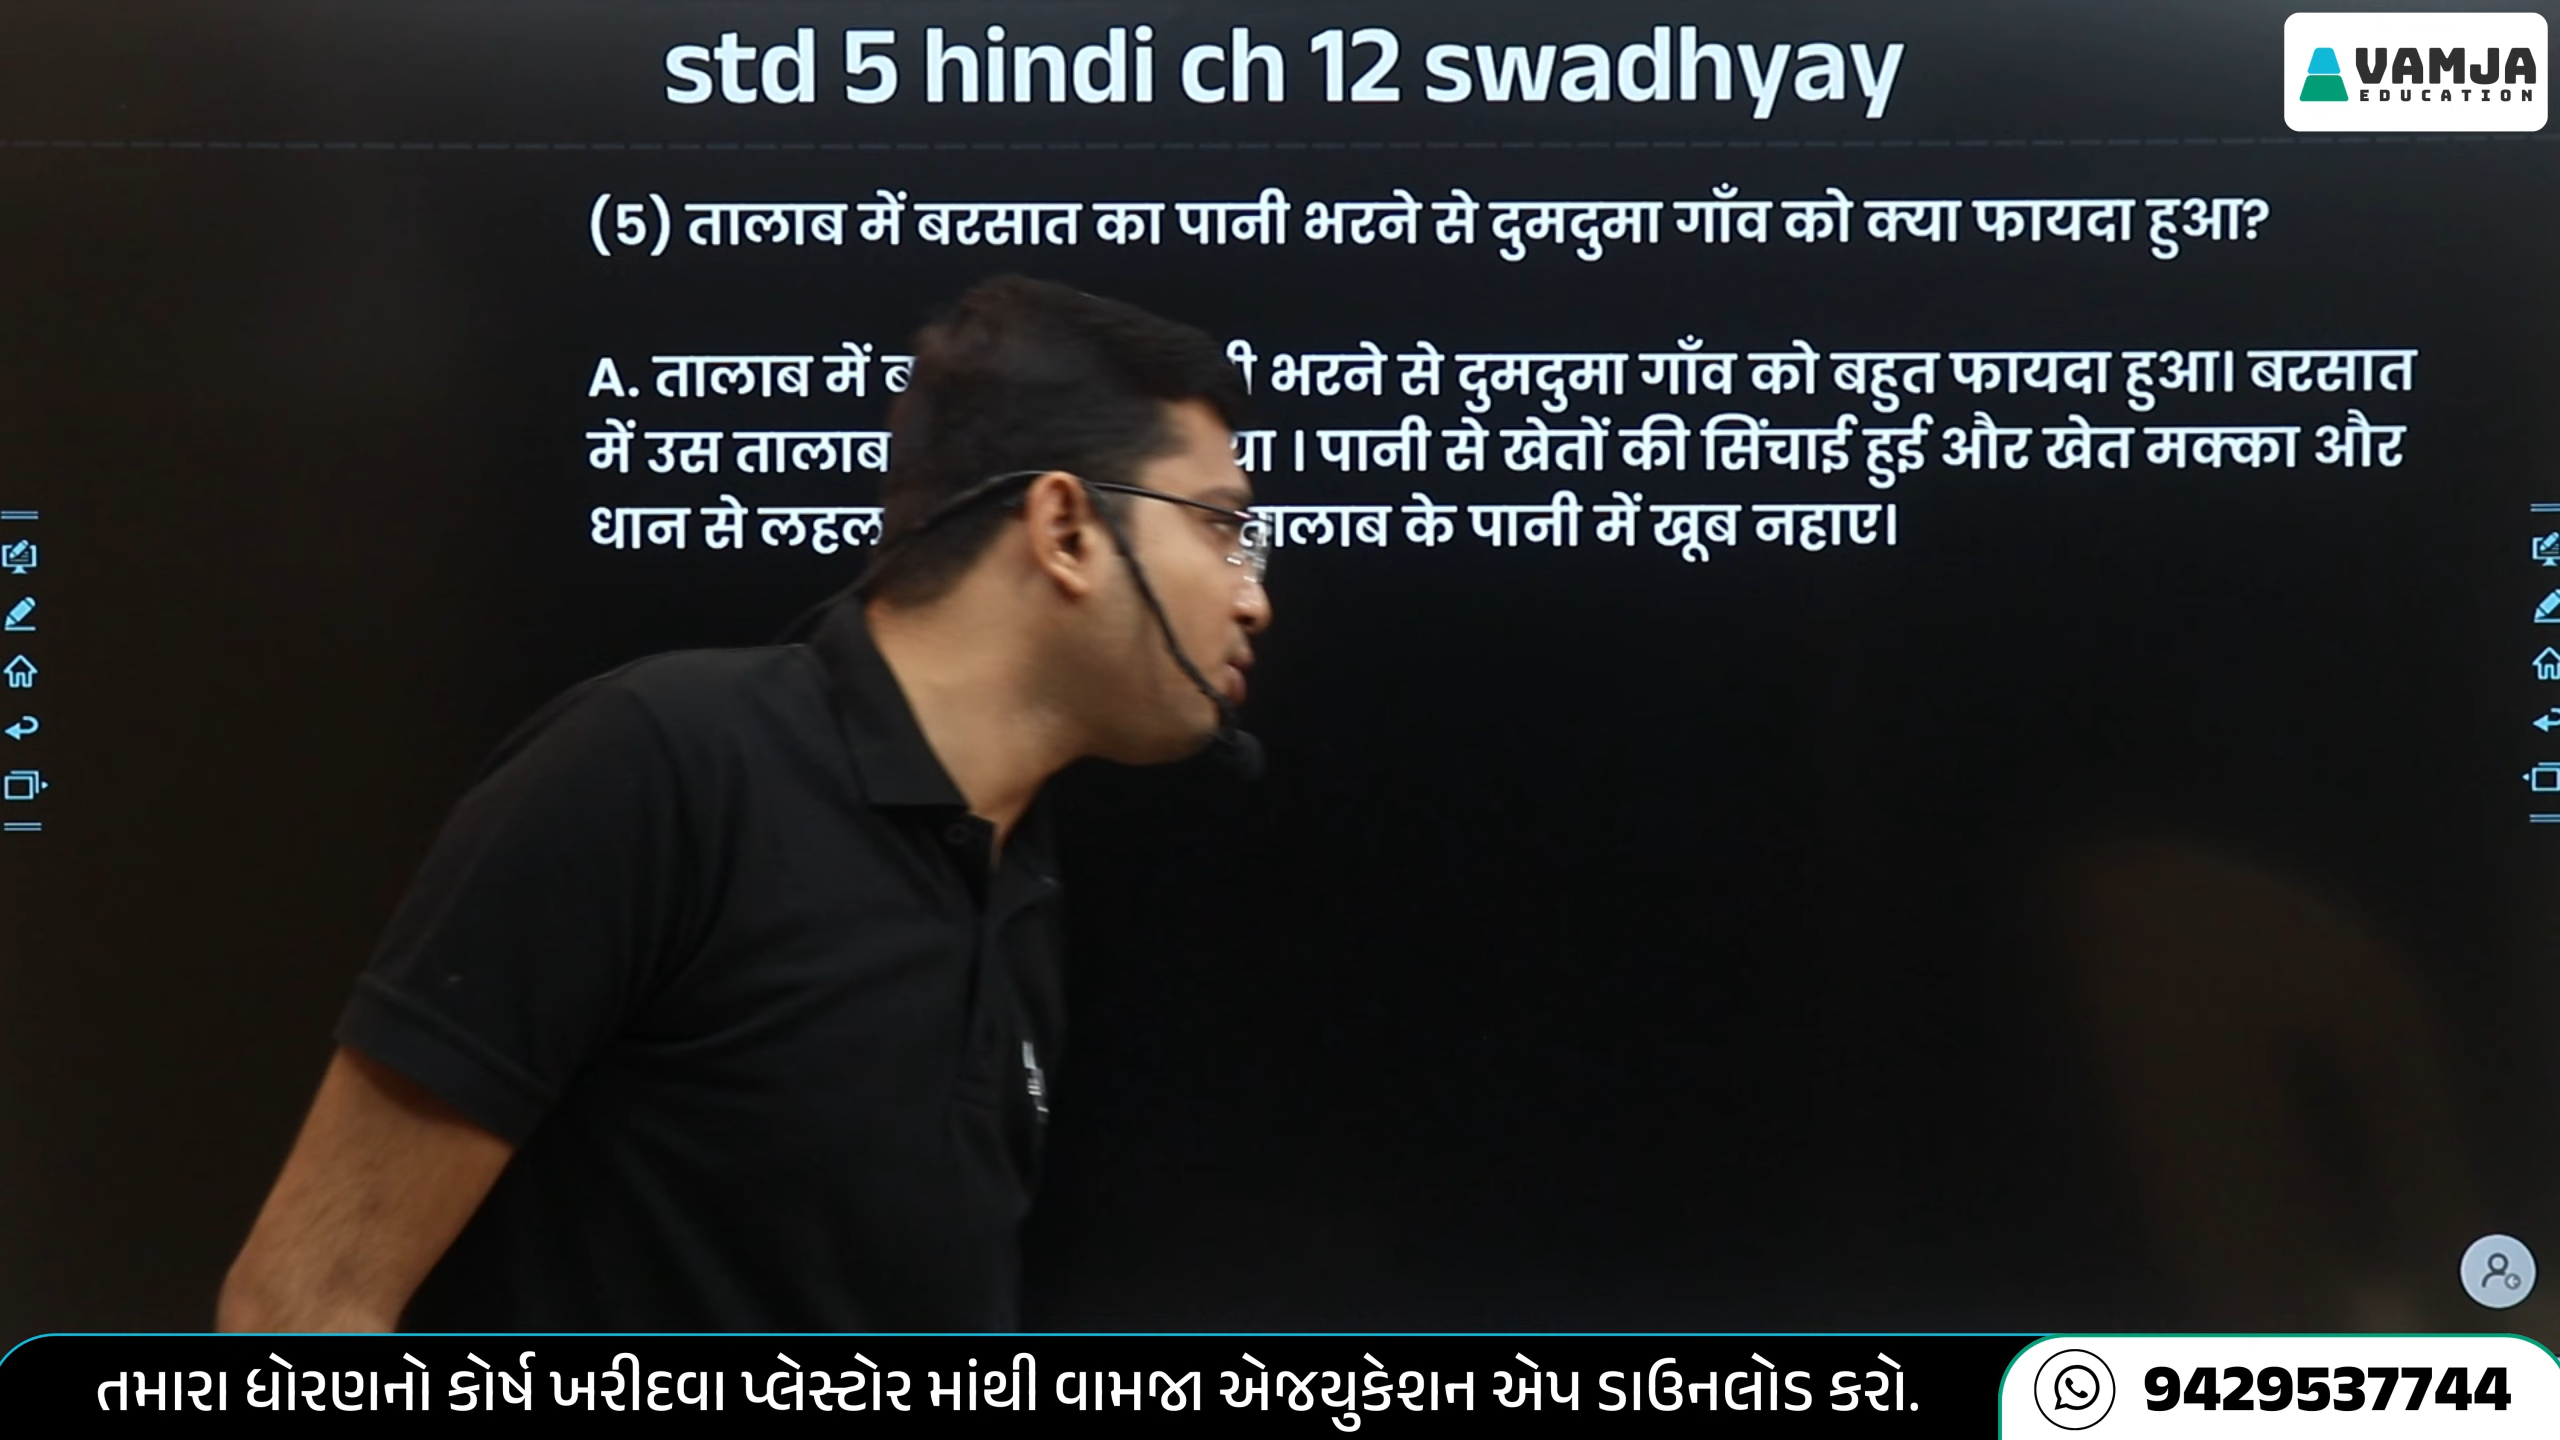 std 5 hindi ch 12 swadhyay
VAMJA
EDUCATION
(5) तालाब में बरसात का पानी भरने से दुमदुमा गाँव को क्या फायदा हुआ?
A. तालाब में भरने से दुमदुमा गाँव को बहुत फायदा हुआ। बरसात
में उस तालाब । पानी से खेतों की सिंचाई हुई और खेत मक्का और
धान से तालाब के पानी में खूब नहाए।
તમારા ધોરણનો કોર્ષ ખરીદવા પ્લેસ્ટોર માંથી વામજા એજયુકેશન એપ ડાઉનલોડ કરો.
9429537744